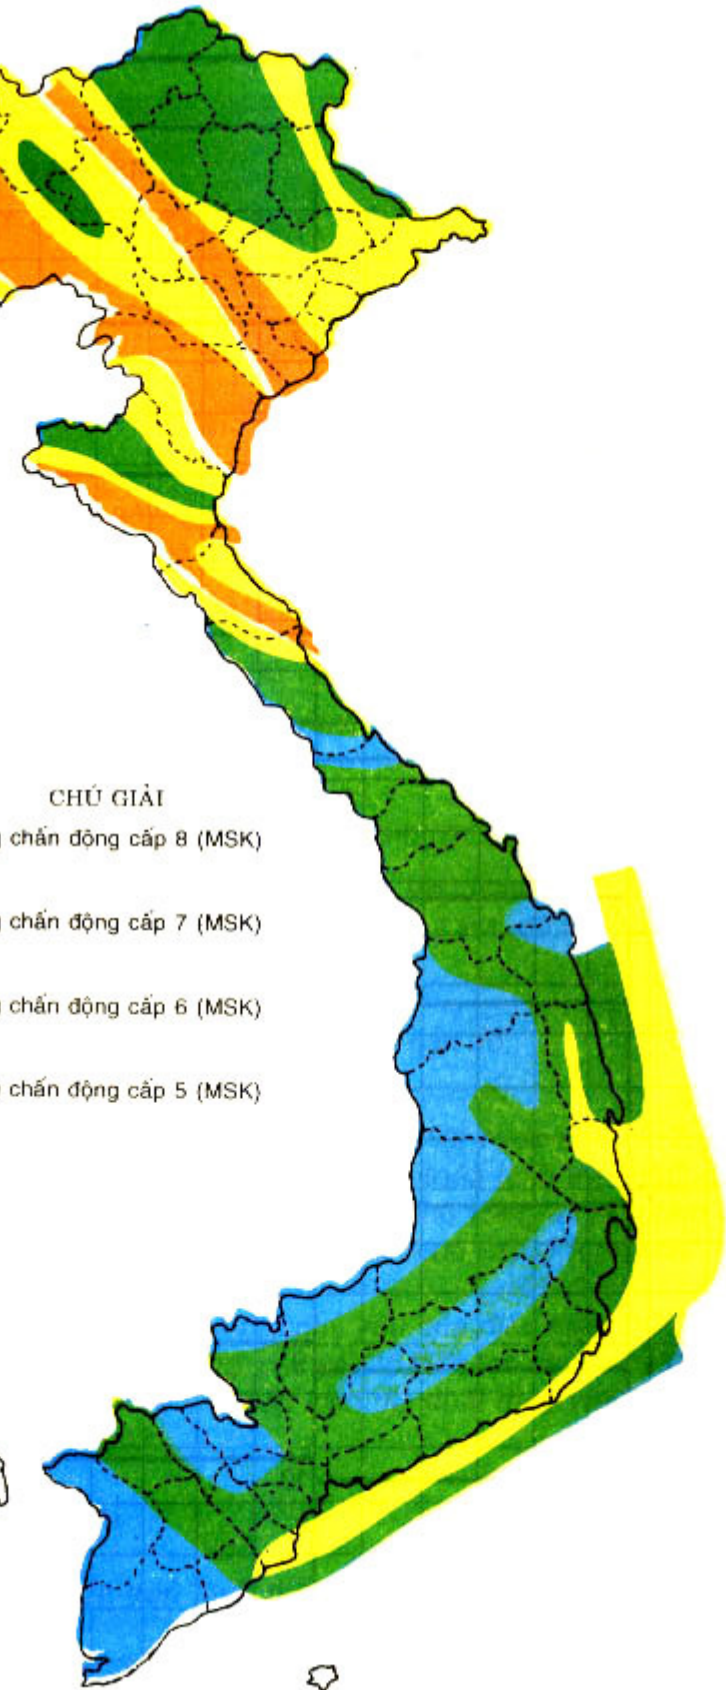 CHÚ GIẢI
chấn động cấp 8 (MSK)
chấn động cấp 7 (MSK)
chấn động cấp 6 (MSK)
chấn động cấp 5 (MSK)